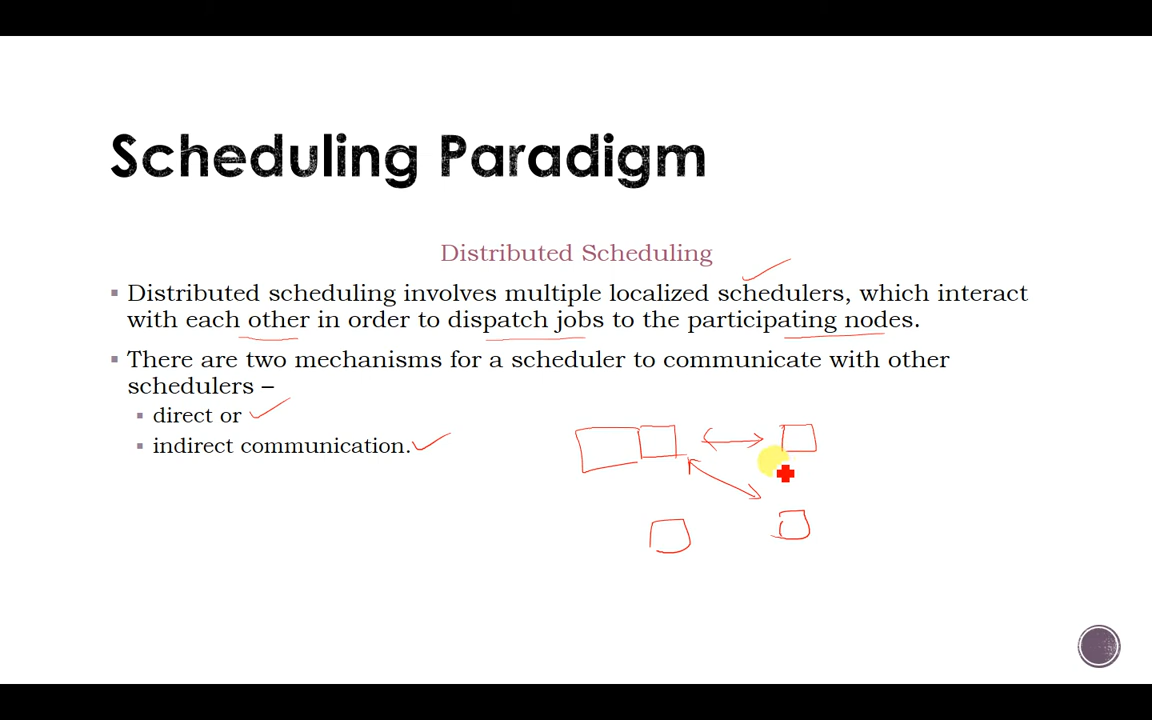 Scheduling Paradigm
Distributed Scheduling
Distributed scheduling involves multiple localized schedulers, which interact
with each other in order to dispatch jobs to the participating nodes.
There are two mechanisms for a scheduler to communicate with other
schedulers –
direct or
indirect communication.